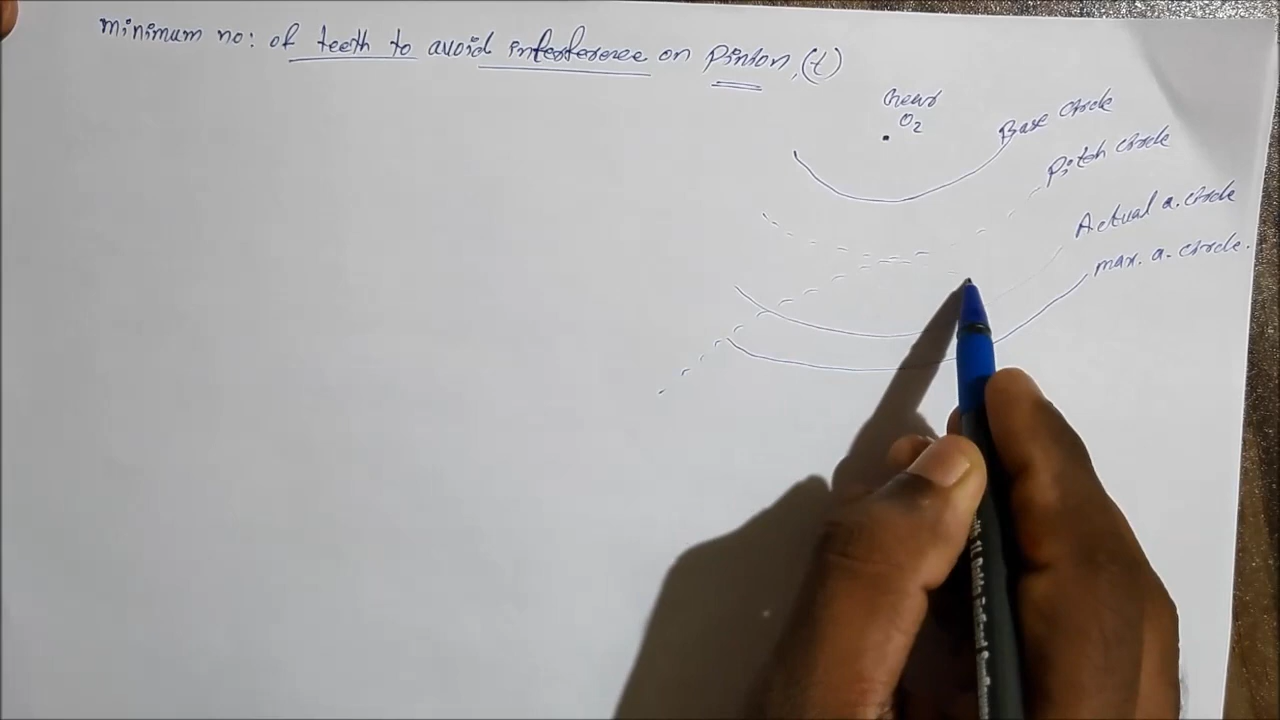 minimum no: of teeth to avoid interference on pinion, (t)
Gear
O2
Base circle
Pitch circle
Actual a. circle
max. a. circle.